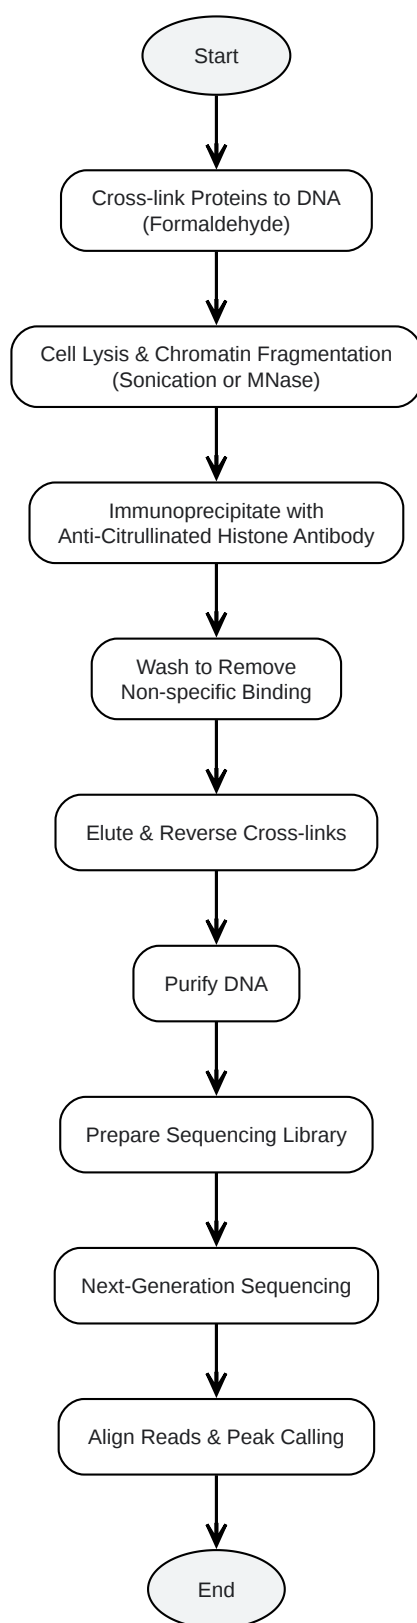 Start
Cross-link Proteins to DNA
(Formaldehyde)
Cell Lysis & Chromatin Fragmentation
(Sonication or MNase)
Immunoprecipitate with
Anti-Citrullinated Histone Antibody
Wash to Remove
Non-specific Binding
Elute & Reverse Cross-links
Purify DNA
Prepare Sequencing Library
Next-Generation Sequencing
Align Reads & Peak Calling
End